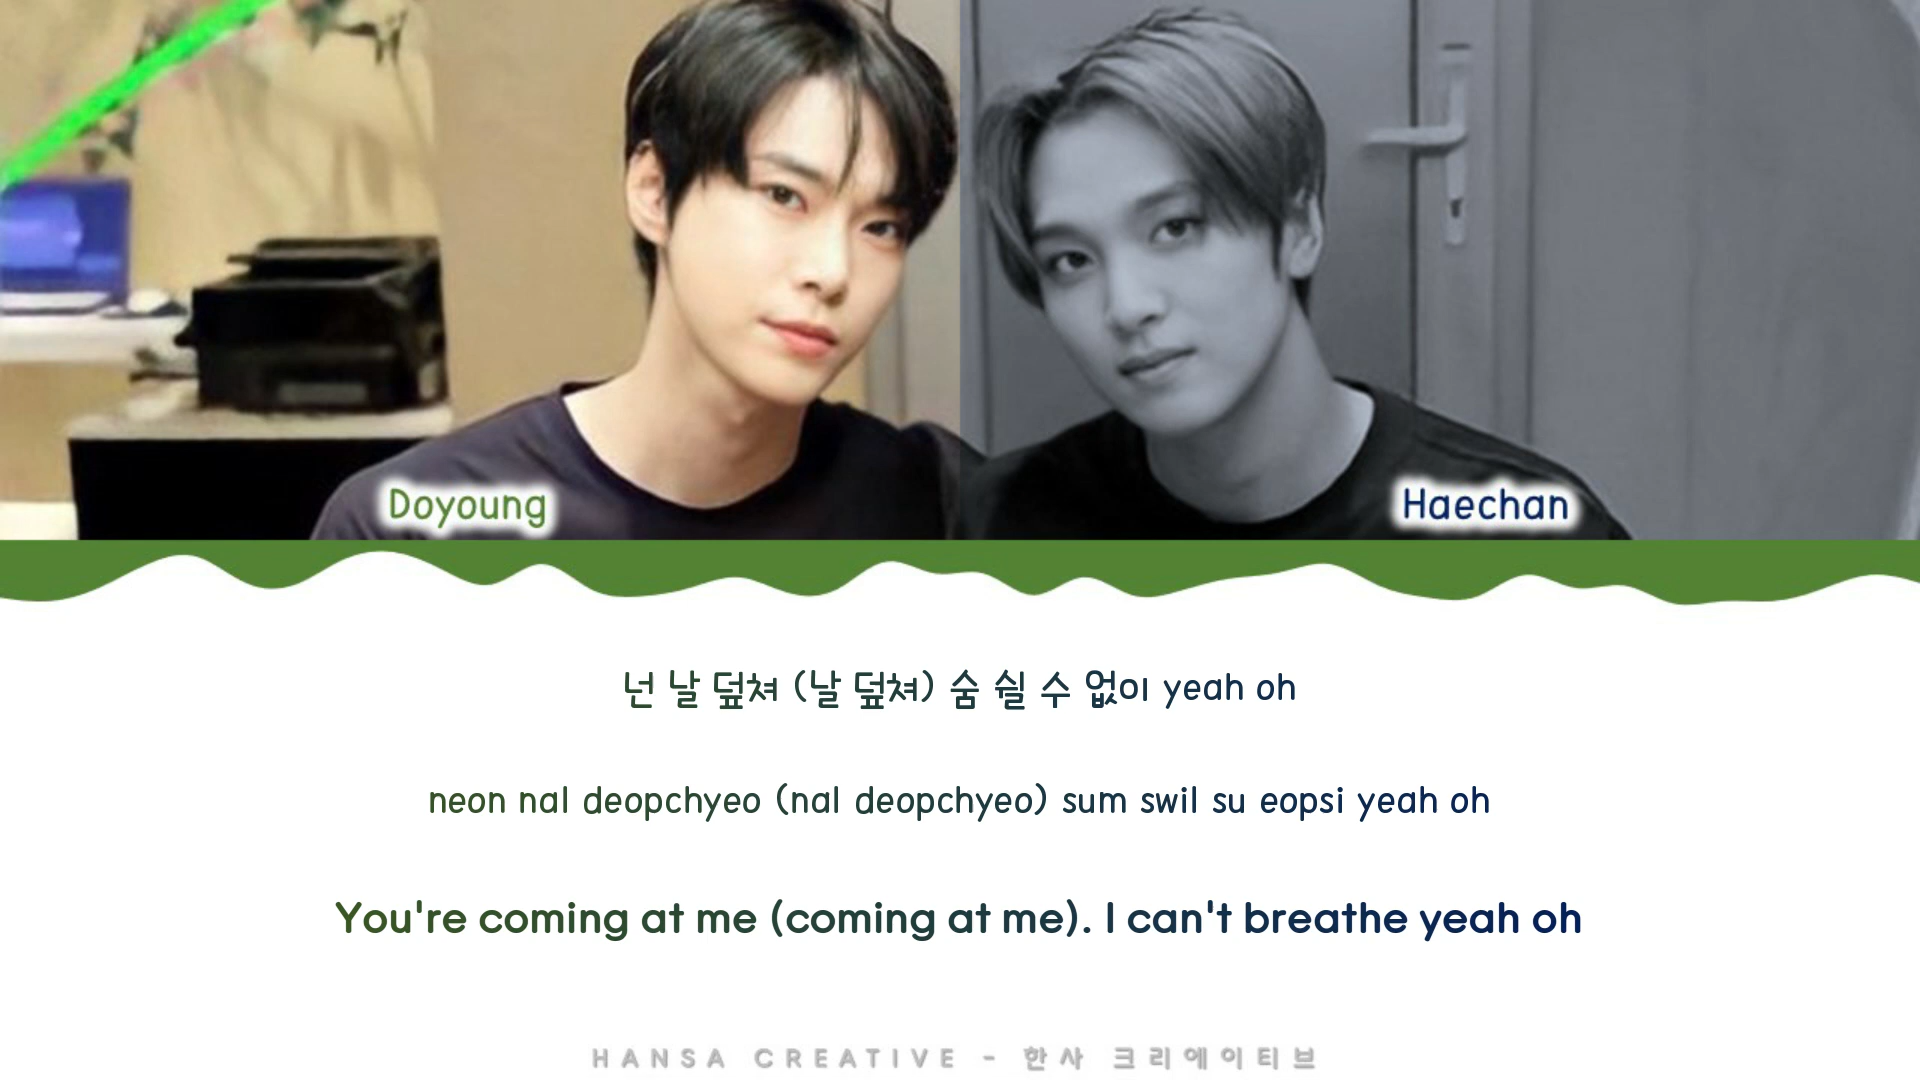 Doyoung
Haechan
넌 날 덮쳐 (날 덮쳐) 숨 쉴 수 없이 yeah oh
neon nal deopchyeo (nal deopchyeo) sum swil su eopsi yeah oh
You're coming at me (coming at me). I can't breathe yeah oh
HANSA CREATIVE - 한사 크리에이티브